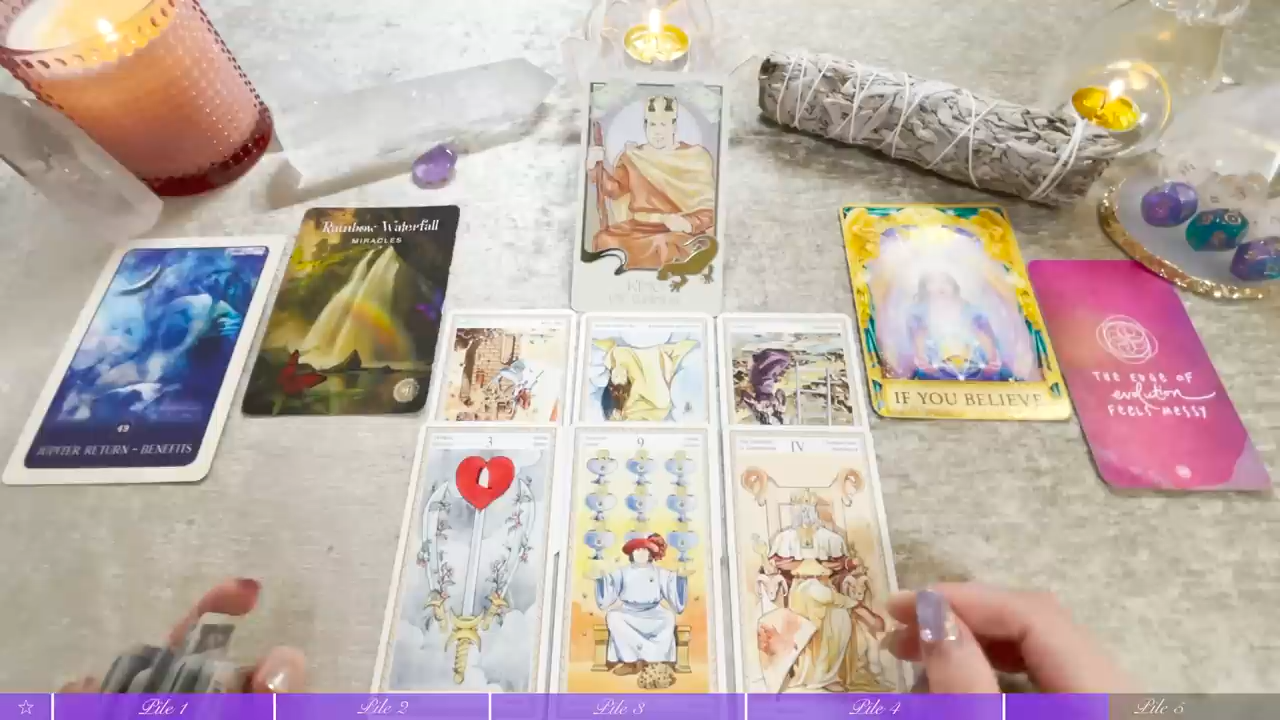 Rainbow Waterfall
MIRACLES
49
JUPITER RETURN - BENEFITS
KING
IF YOU BELIEVE
THE EDGE OF
evolution
FEELS MESSY
3
9
IV
☆ Pile 1 Pile 2 Pile 3 Pile 4 Pile 5